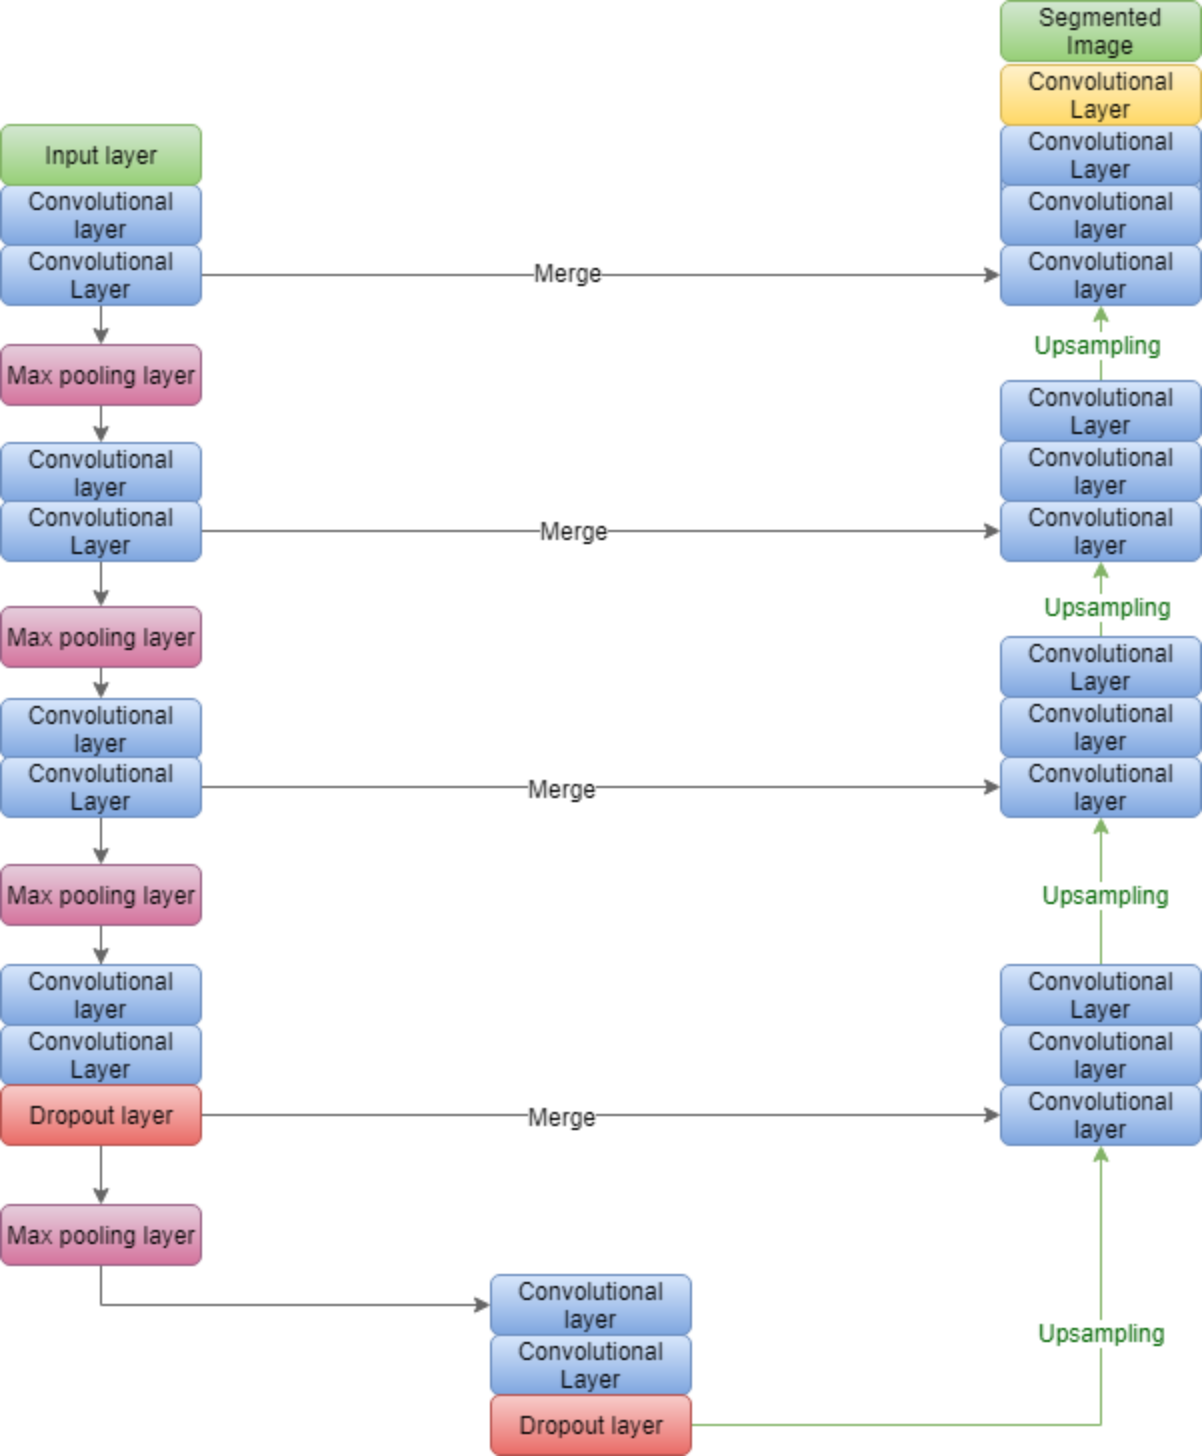 Segmented
Image
Convolutional
Layer
Input layer
Convolutional
Layer
Convolutional
layer
Convolutional
layer
Convolutional
Layer
Merge
Convolutional
layer
Upsampling
Max pooling layer
Convolutional
Layer
Convolutional
layer
Convolutional
layer
Convolutional
Layer
Merge
Convolutional
layer
Upsampling
Max pooling layer
Convolutional
Layer
Convolutional
layer
Convolutional
layer
Convolutional
Layer
Merge
Convolutional
layer
Max pooling layer
Upsampling
Convolutional
layer
Convolutional
Layer
Convolutional
Layer
Convolutional
layer
Dropout layer
Merge
Convolutional
layer
Max pooling layer
Convolutional
layer
Upsampling
Convolutional
Layer
Dropout layer